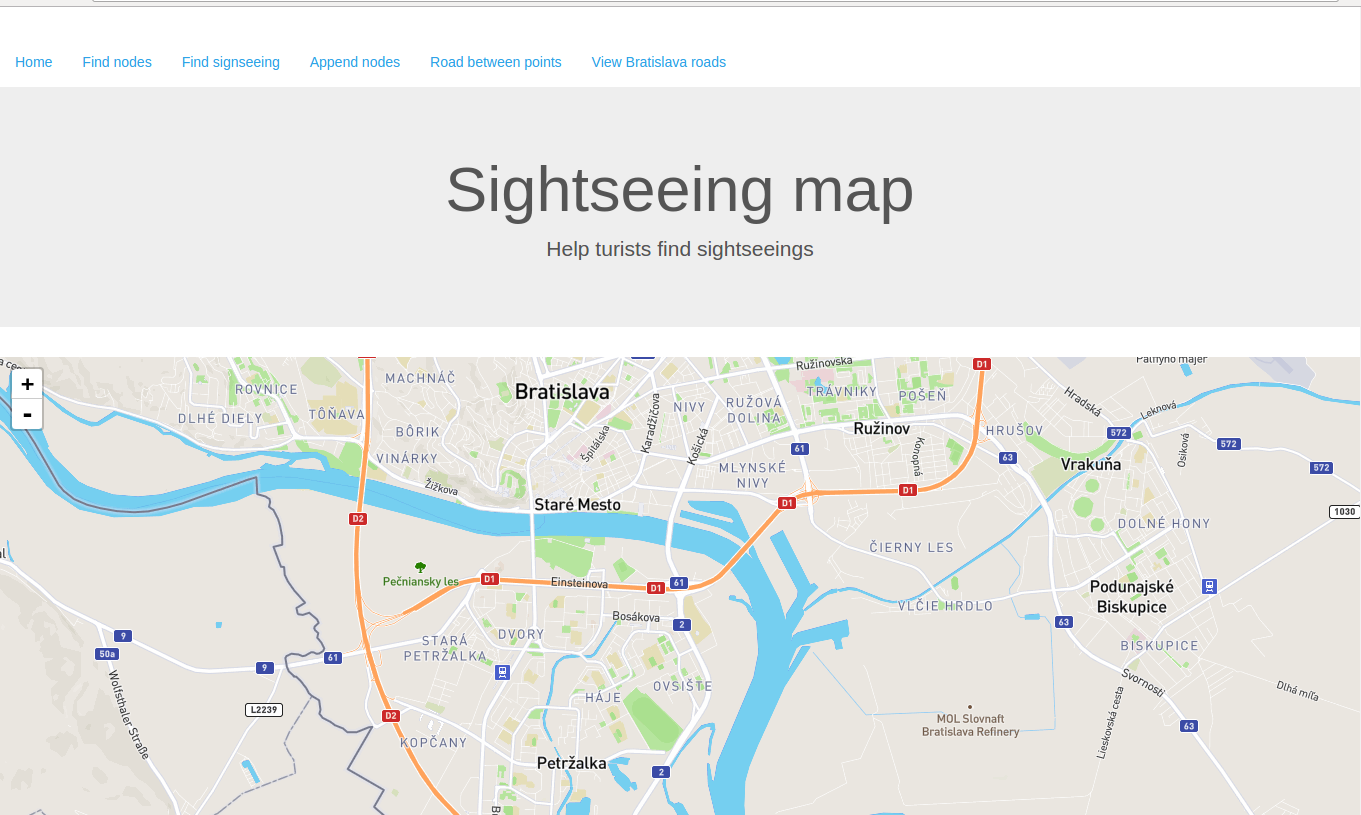 Home Find nodes Find signseeing Append nodes Road between points View Bratislava roads
Sightseeing map
Help turists find sightseeings
+
-
ROVNICE
DLHÉ DIELY
TÔŇAVA
MACHNÁČ
BÔRIK
VINÁRKY
Žižkova
Bratislava
Špitálska
Karadžičova
NIVY
Košická
RUŽOVÁ
DOLINA
Ružinovská
TRÁVNIKY
POŠEŇ
D1
Ružinov
Konopná
HRUŠOV
61
63
MLYNSKÉ
NIVY
Hradská
Leknová
572
572
572
Osiková
Vrakuňa
Staré Mesto
D1
D1
1030
D2
DOLNÉ HONY
ČIERNY LES
Pečniansky les
D1
Einsteinova
D1
61
Podunajské
Biskupice
VLČIE HRDLO
Bosákova
2
63
9
50a
9
61
STARÁ
PETRŽALKA
DVORY
BISKUPICE
Wolfsthaler Straße
L2239
HÁJE
OVSIŠTE
Svornosti
Dlhá míľa
Lieskovská cesta
D2
KOPČANY
MOL Slovnaft
Bratislava Refinery
63
Petržalka
2